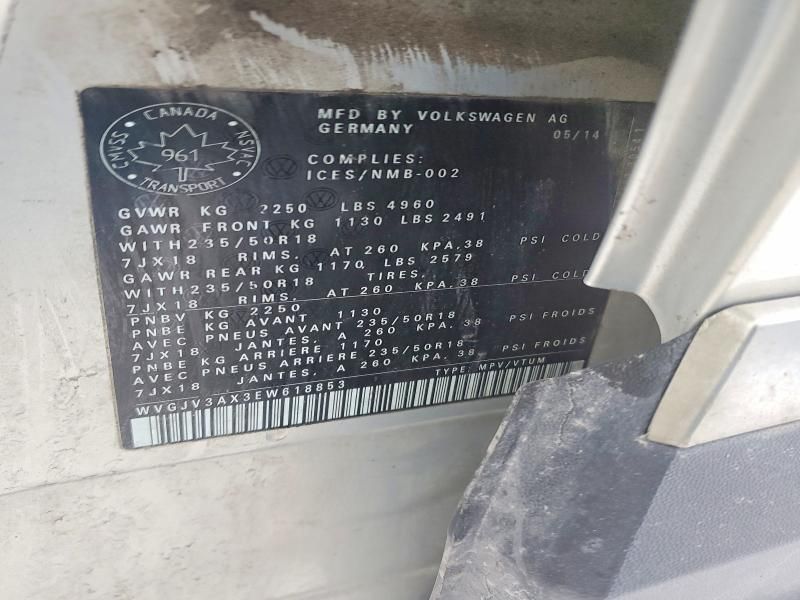 CANADA
CMVSS
NSVAC
961
TRANSPORT
MFD BY VOLKSWAGEN AG
GERMANY 05/14
COMPLIES:
ICES/NMB-002
GVWR KG 2250 LBS 4960
GAWR FRONT KG 1130 LBS 2491
WITH 235/50R18
7JX18 RIMS, AT 260 KPA.38 PSI COLD
GAWR REAR KG 1170 LBS 2579
WITH 235/50R18 TIRES,
7JX18 RIMS, AT 260 KPA.38 PSI COLD
PNBV KG 2250
PNBE KG AVANT 1130
AVEC PNEUS AVANT 235/50R18
7JX18 JANTES, A 260 KPA.38 PSI FROIDS
PNBE KG ARRIERE 1170
AVEC PNEUS ARRIERE 235/50R18
7JX18 JANTES, A 260 KPA.38 PSI FROIDS
TYPE: MPV/VTUM
WVGJV3AX3EW618853